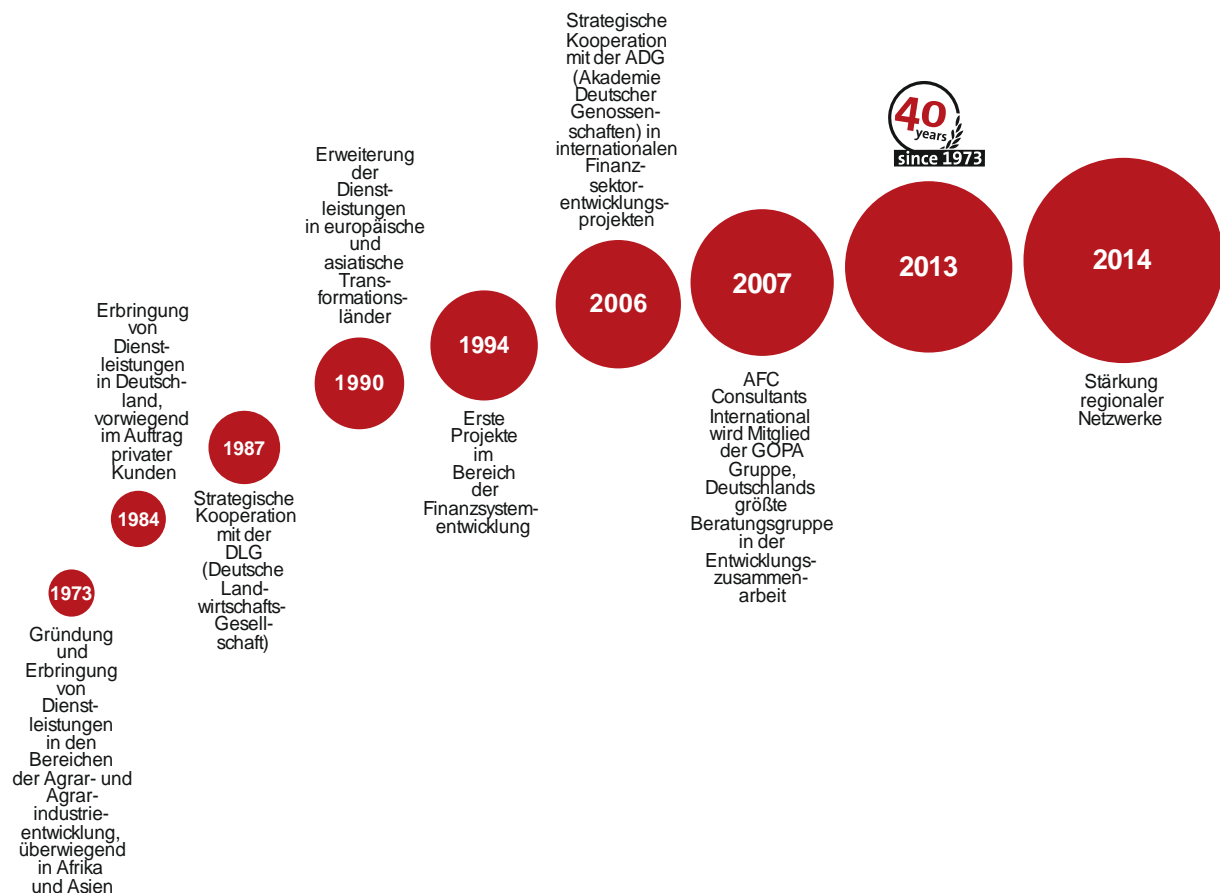 1973
Gründung
und
Erbringung
von
Dienst-
leistungen
in den
Bereichen
der Agrar- und
Agrar-
industrie-
entwicklung,
überwiegend
in Afrika
und Asien
Erbringung
von
Dienst-
leistungen
in Deutsch-
land,
vorwiegend
im Auftrag
privater
Kunden
1984
1987
Strategische
Kooperation
mit der
DLG
(Deutsche
Land-
wirtschafts-
Gesell-
schaft)
Erweiterung
der
Dienst-
leistungen
in europäische
und
asiatische
Trans-
formations-
länder
1990
1994
Erste
Projekte
im
Bereich
der
Finanzsystem-
entwicklung
Strategische
Kooperation
mit der ADG
(Akademie
Deutscher
Genossen-
schaften) in
internationalen
Finanz-
sektor-
entwicklungs-
projekten
2006
2007
AFC
Consultants
International
wird Mitglied
der GOPA
Gruppe,
Deutschlands
größte
Beratungsgruppe
in der
Entwicklungs-
zusammen-
arbeit
40
years
since 1973
2013
2014
Stärkung
regionaler
Netzwerke